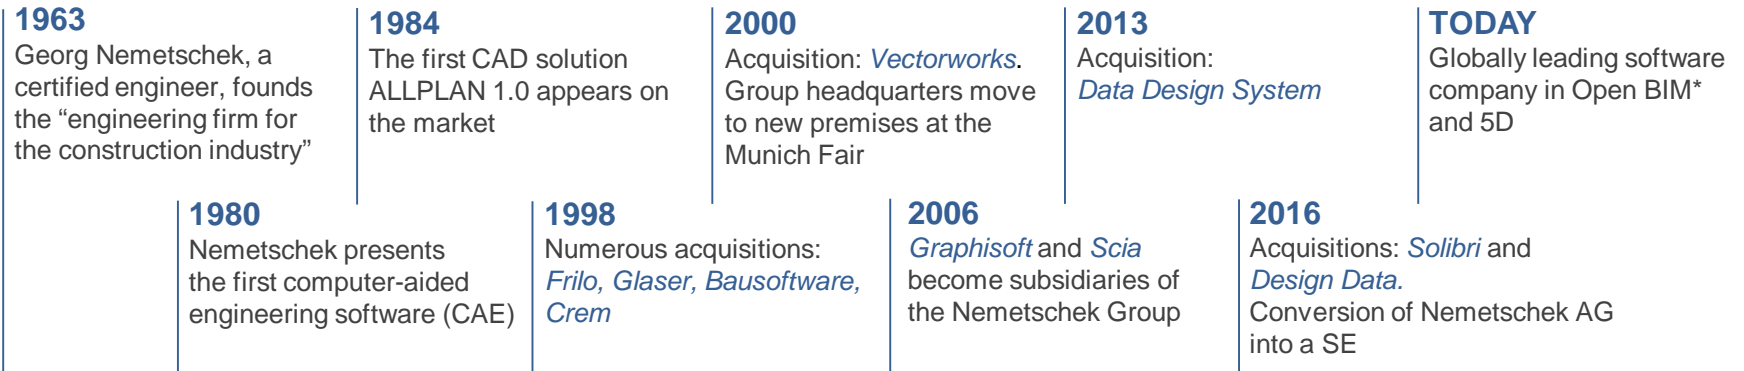 1963
Georg Nemetschek, a
certified engineer, founds
the “engineering firm for
the construction industry”
1980
Nemetschek presents
the first computer-aided
engineering software (CAE)
1984
The first CAD solution
ALLPLAN 1.0 appears on
the market
1998
Numerous acquisitions:
Frilo, Glaser, Bausoftware,
Crem
2000
Acquisition: Vectorworks.
Group headquarters move
to new premises at the
Munich Fair
2006
Graphisoft and Scia
become subsidiaries of
the Nemetschek Group
2013
Acquisition:
Data Design System
2016
Acquisitions: Solibri and
Design Data.
Conversion of Nemetschek AG
into a SE
TODAY
Globally leading software
company in Open BIM*
and 5D